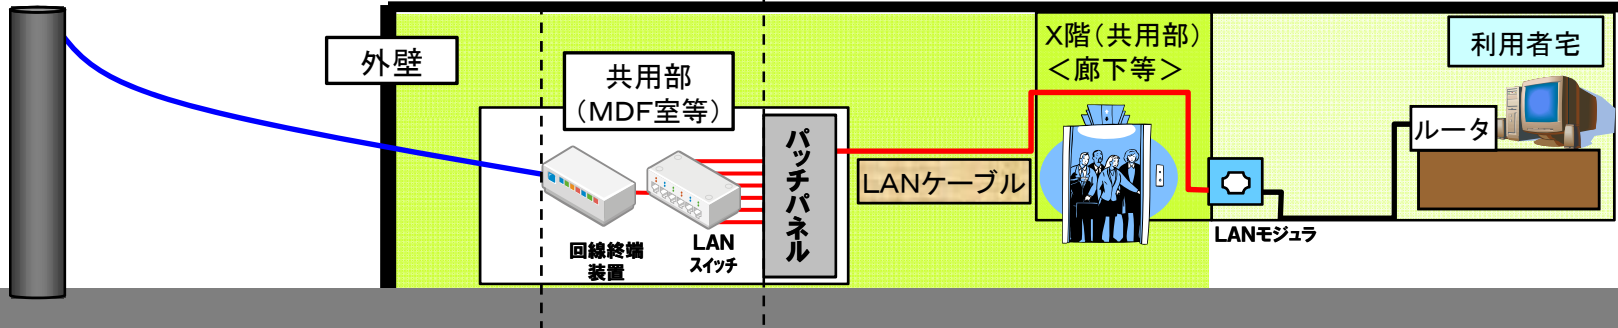 外壁
共用部
（MDF室等）
回線終端
装置
LAN
スイッチ
パッチパネル
LANケーブル
X階（共用部）
＜廊下等＞
LANモジュラ
ルータ
利用者宅